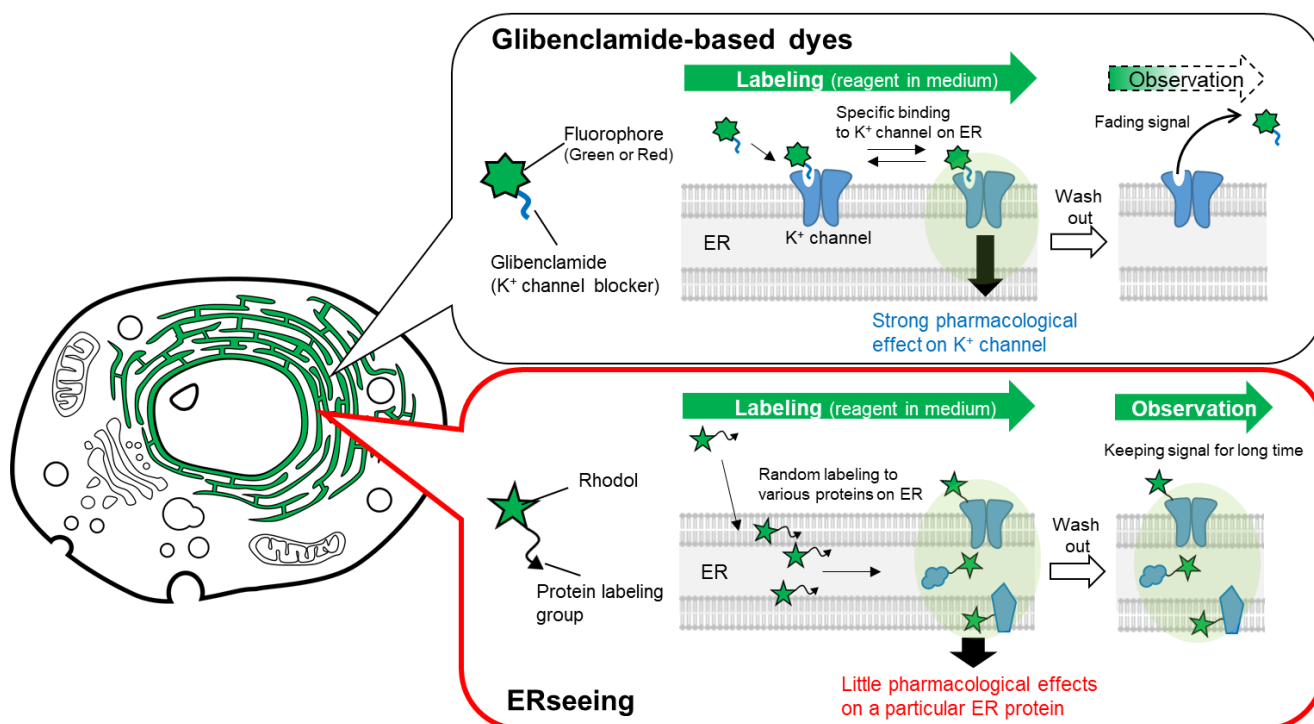 Glibenclamide-based dyes
Labeling (reagent in medium)
Observation
Fluorophore
(Green or Red)
Glibenclamide
(K⁺ channel blocker)
Specific binding
to K⁺ channel on ER
Fading signal
ER
K⁺ channel
Wash
out
Strong pharmacological
effect on K⁺ channel
Labeling (reagent in medium)
Observation
Rhodol
Protein labeling
group
Random labeling to
various proteins on ER
Keeping signal for long time
ER
Wash
out
Little pharmacological effects
on a particular ER protein
ERseeing